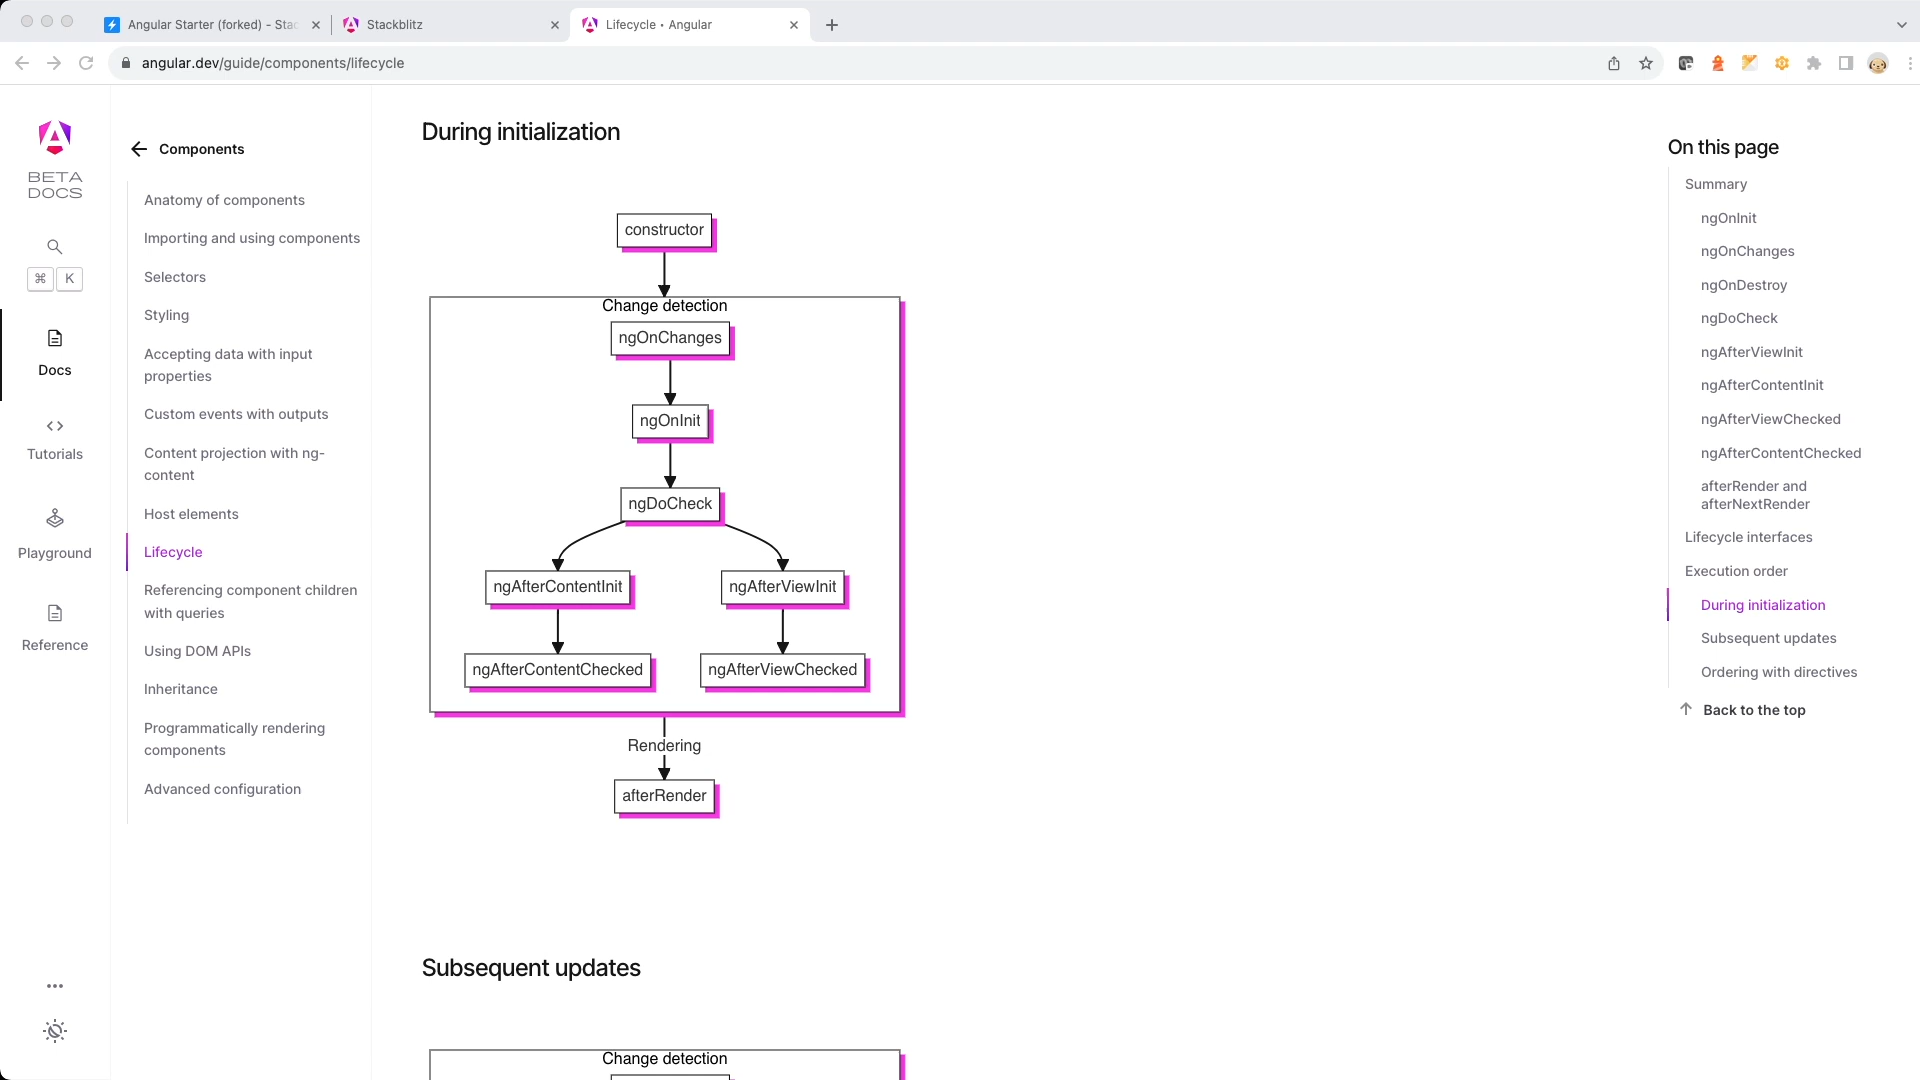 Angular Starter (forked) - Stac
Stackblitz
Lifecycle • Angular
angular.dev/guide/components/lifecycle
BETA
DOCS
⌘ K
Docs
Tutorials
Playground
Reference
Components
Anatomy of components
Importing and using components
Selectors
Styling
Accepting data with input
properties
Custom events with outputs
Content projection with ng-
content
Host elements
Lifecycle
Referencing component children
with queries
Using DOM APIs
Inheritance
Programmatically rendering
components
Advanced configuration
During initialization
constructor
Change detection
ngOnChanges
ngOnInit
ngDoCheck
ngAfterContentInit
ngAfterViewInit
ngAfterContentChecked
ngAfterViewChecked
Rendering
afterRender
Subsequent updates
Change detection
On this page
Summary
ngOnInit
ngOnChanges
ngOnDestroy
ngDoCheck
ngAfterViewInit
ngAfterContentInit
ngAfterViewChecked
ngAfterContentChecked
afterRender and
afterNextRender
Lifecycle interfaces
Execution order
During initialization
Subsequent updates
Ordering with directives
Back to the top